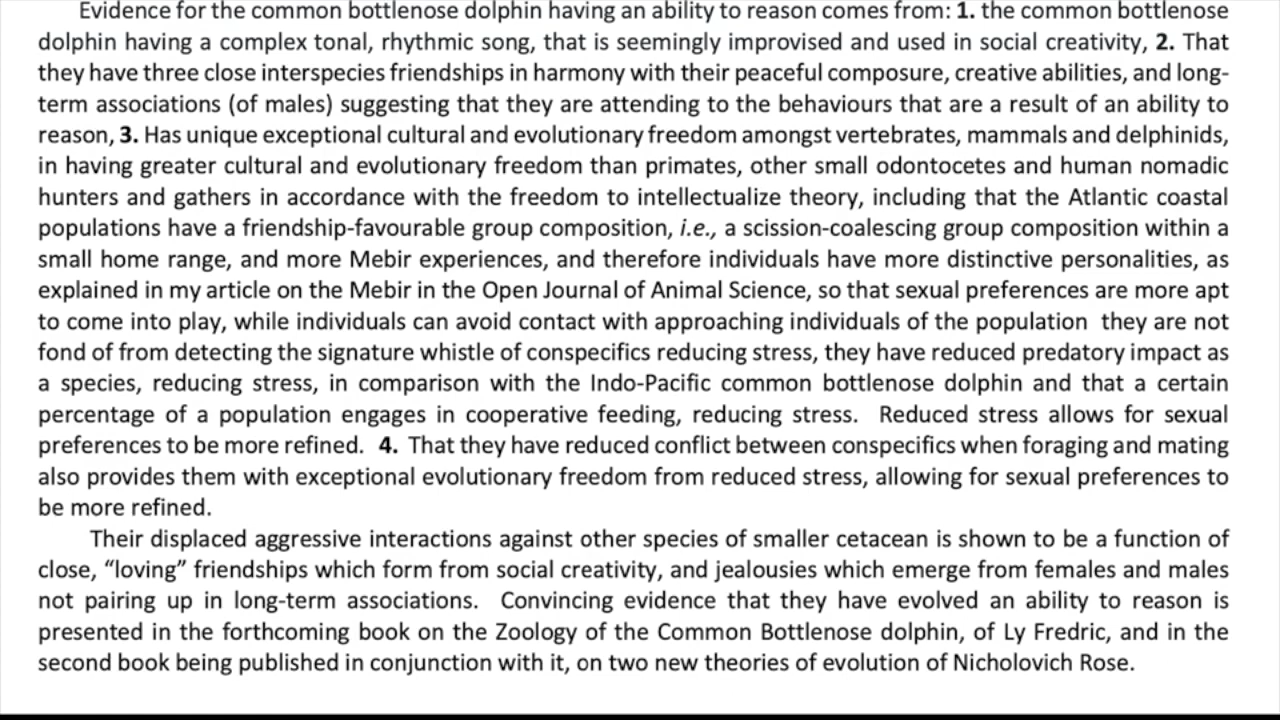 Evidence for the common bottlenose dolphin having an ability to reason comes from: 1. the common bottlenose
dolphin having a complex tonal, rhythmic song, that is seemingly improvised and used in social creativity, 2. That
they have three close interspecies friendships in harmony with their peaceful composure, creative abilities, and long-
term associations (of males) suggesting that they are attending to the behaviours that are a result of an ability to
reason, 3. Has unique exceptional cultural and evolutionary freedom amongst vertebrates, mammals and delphinids,
in having greater cultural and evolutionary freedom than primates, other small odontocetes and human nomadic
hunters and gathers in accordance with the freedom to intellectualize theory, including that the Atlantic coastal
populations have a friendship-favourable group composition, i.e., a scission-coalescing group composition within a
small home range, and more Mebir experiences, and therefore individuals have more distinctive personalities, as
explained in my article on the Mebir in the Open Journal of Animal Science, so that sexual preferences are more apt
to come into play, while individuals can avoid contact with approaching individuals of the population they are not
fond of from detecting the signature whistle of conspecifics reducing stress, they have reduced predatory impact as
a species, reducing stress, in comparison with the Indo-Pacific common bottlenose dolphin and that a certain
percentage of a population engages in cooperative feeding, reducing stress. Reduced stress allows for sexual
preferences to be more refined. 4. That they have reduced conflict between conspecifics when foraging and mating
also provides them with exceptional evolutionary freedom from reduced stress, allowing for sexual preferences to
be more refined.
Their displaced aggressive interactions against other species of smaller cetacean is shown to be a function of
close, “loving” friendships which form from social creativity, and jealousies which emerge from females and males
not pairing up in long-term associations. Convincing evidence that they have evolved an ability to reason is
presented in the forthcoming book on the Zoology of the Common Bottlenose dolphin, of Ly Fredric, and in the
second book being published in conjunction with it, on two new theories of evolution of Nicholovich Rose.